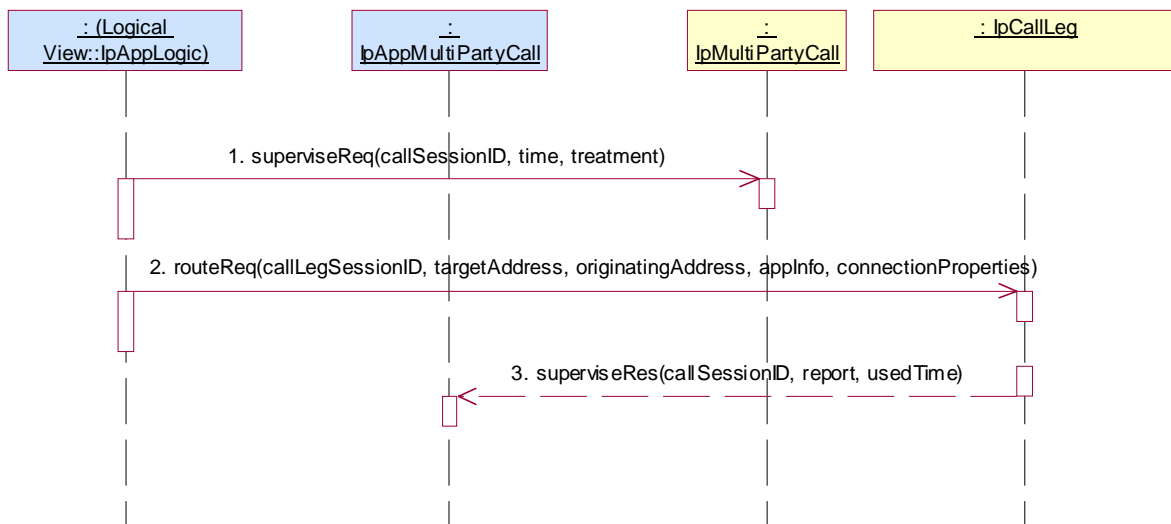 : (Logical
View::IpAppLogic)
:
IpAppMultiPartyCall
:
IpMultiPartyCall
: IpCallLeg
1. superviseReq(callSessionID, time, treatment)
2. routeReq(callLegSessionID, targetAddress, originatingAddress, appInfo, connectionProperties)
3. superviseRes(callSessionID, report, usedTime)